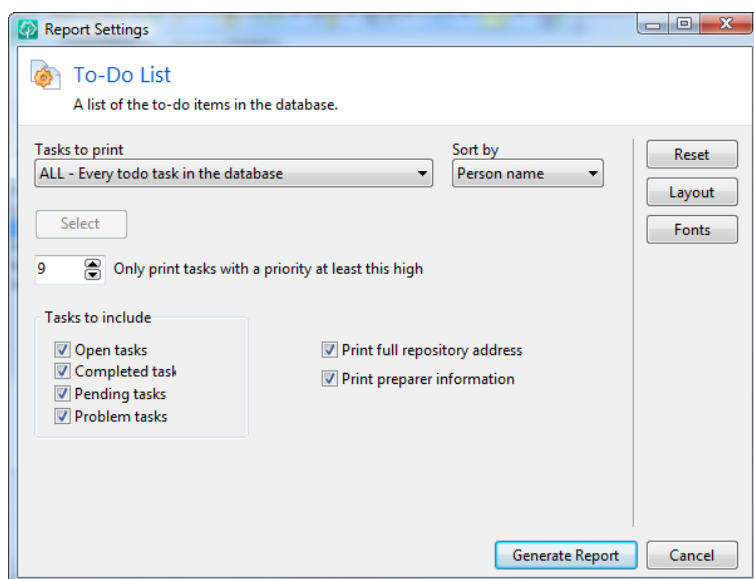 Report Settings
To-Do List
A list of the to-do items in the database.
Tasks to print
Sort by
ALL - Every todo task in the database
Person name
Reset
Layout
Fonts
Select
9
Only print tasks with a priority at least this high
Tasks to include
Open tasks
Completed task
Pending tasks
Problem tasks
Print full repository address
Print preparer information
Generate Report
Cancel